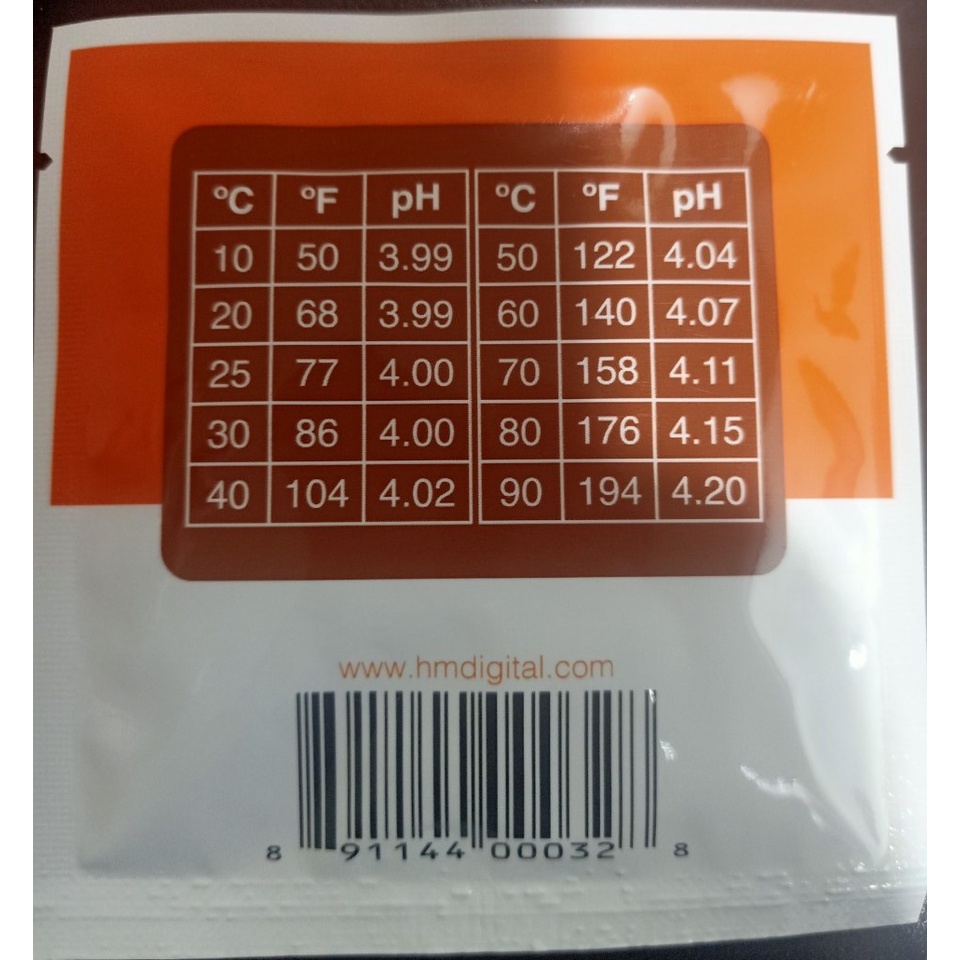 °C °F pH °C °F pH
10 50 3.99 50 122 4.04
20 68 3.99 60 140 4.07
25 77 4.00 70 158 4.11
30 86 4.00 80 176 4.15
40 104 4.02 90 194 4.20
www.hmdigital.com
8 91144 00032 8